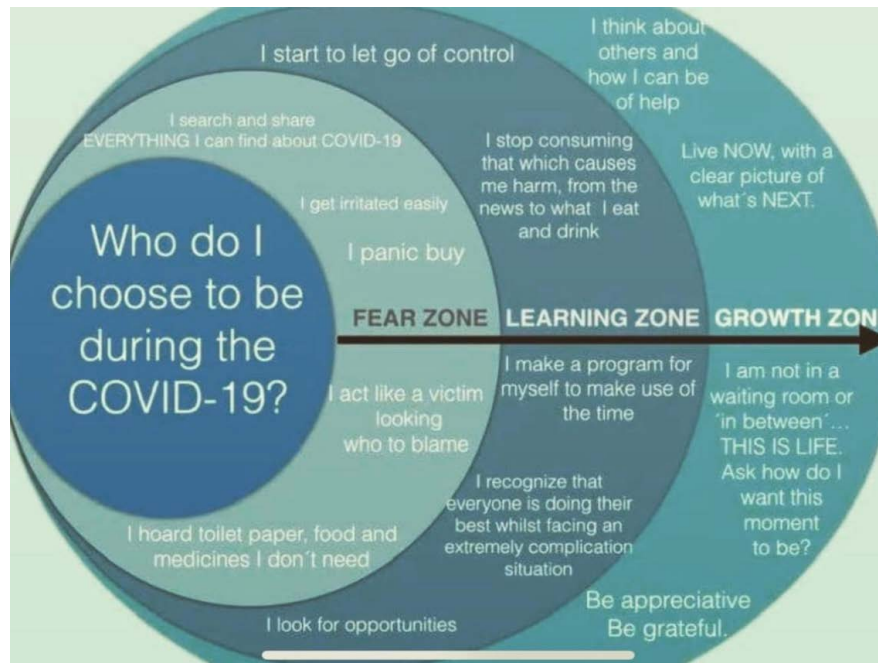 I start to let go of control
I think about
others and
how I can be
of help
I search and share
EVERYTHING I can find about COVID-19
I stop consuming
that which causes
me harm, from the
news to what I eat
and drink
Live NOW, with a
clear picture of
what´s NEXT.
I get irritated easily
I panic buy
Who do I
choose to be
during the
COVID-19?
FEAR ZONE
LEARNING ZONE
GROWTH ZON
I act like a victim
looking
who to blame
I make a program for
myself to make use of
the time
I am not in a
waiting room or
´in between´...
THIS IS LIFE.
Ask how do I
want this
moment
to be?
I recognize that
everyone is doing their
best whilst facing an
extremely complication
situation
I hoard toilet paper, food and
medicines I don´t need
I look for opportunities
Be appreciative
Be grateful.